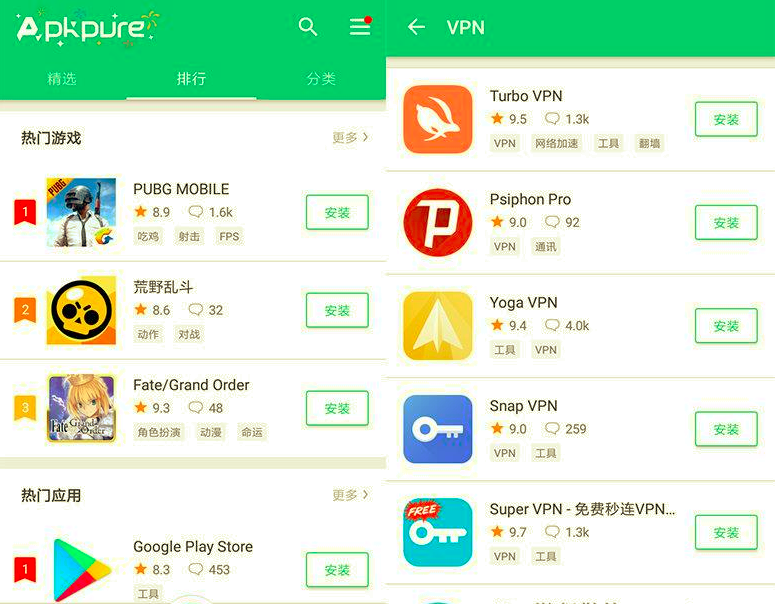 Apkpure
精选
排行
分类
热门游戏
更多
1
PUBG
PUBG MOBILE
8.9
1.6k
吃鸡
射击
FPS
安装
2
荒野乱斗
8.6
32
动作
对战
安装
3
Fate/Grand Order
Fate/Grand Order
9.3
48
角色扮演
动漫
命运
安装
热门应用
更多
1
Google Play Store
8.3
453
工具
安装
VPN
Turbo VPN
9.5
1.3k
VPN
网络加速
工具
翻墙
安装
Psiphon Pro
9.0
92
VPN
通讯
安装
Yoga VPN
9.4
4.0k
工具
VPN
安装
Snap VPN
9.0
259
VPN
工具
安装
FREE
Super VPN - 免费秒连VPN...
9.7
1.3k
VPN
工具
安装